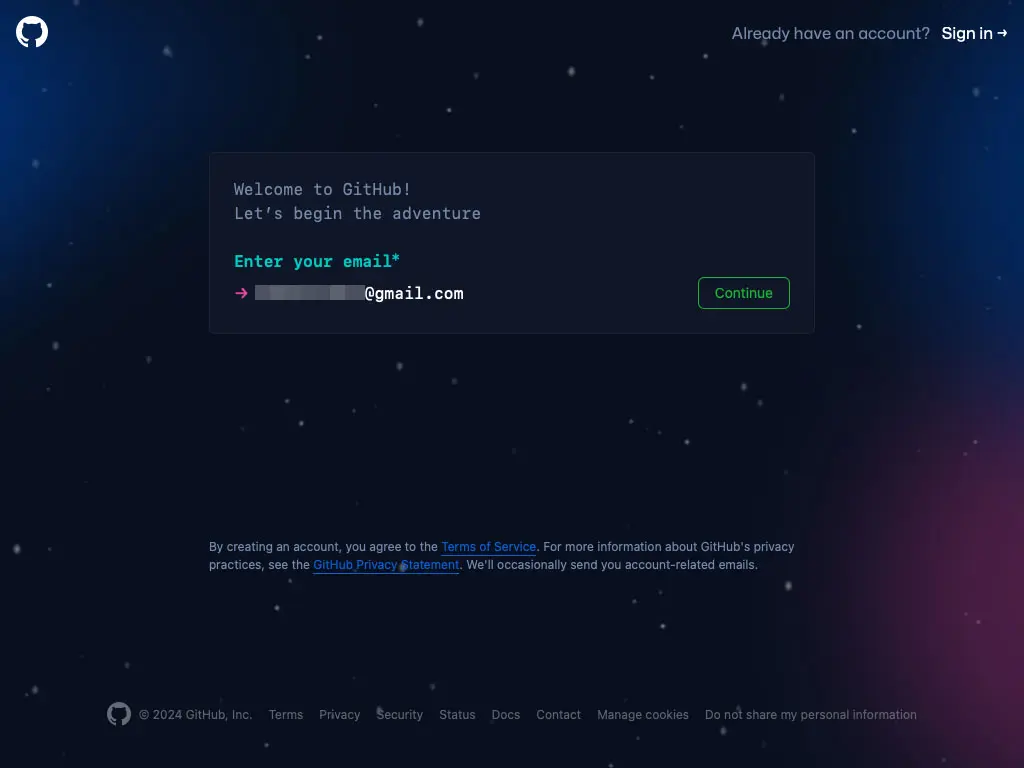 Already have an account? Sign in →
Welcome to GitHub!
Let’s begin the adventure
Enter your email*
→ @gmail.com
Continue
By creating an account, you agree to the Terms of Service. For more information about GitHub's privacy
practices, see the GitHub Privacy Statement. We'll occasionally send you account-related emails.
© 2024 GitHub, Inc. Terms Privacy Security Status Docs Contact Manage cookies Do not share my personal information